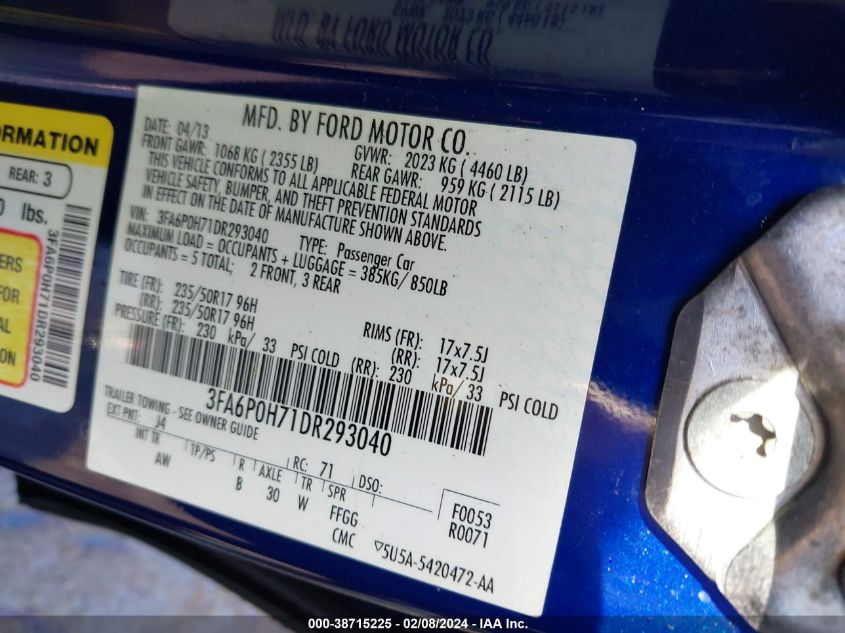 MFD. BY FORD MOTOR CO.
DATE: 04/13
GVWR: 2023 KG (4460 LB)
FRONT GAWR: 1068 KG (2355 LB)
REAR GAWR: 959 KG (2115 LB)
THIS VEHICLE CONFORMS TO ALL APPLICABLE FEDERAL MOTOR
VEHICLE SAFETY, BUMPER, AND THEFT PREVENTION STANDARDS
IN EFFECT ON THE DATE OF MANUFACTURE SHOWN ABOVE.
VIN: 3FA6P0H71DR293040
TYPE: Passenger Car
MAXIMUM LOAD = OCCUPANTS + LUGGAGE = 385KG/850LB
OCCUPANTS = 5 TOTAL; 2 FRONT, 3 REAR
TIRE (FR): 235/50R17 96H
RIMS (FR): 17x7.5J
(RR): 235/50R17 96H
(RR): 17x7.5J
PRESSURE (FR): 230 kPa/33 PSI COLD
(RR): 230 kPa/33 PSI COLD
3FA6P0H71DR293040
TRAILER TOWING - SEE OWNER GUIDE
EXT PNT: J4
RC: 71
DSO:
INT TR
TP/PS
R
AXLE
TR
SPR
AW
B
30
W
FFGG
CMC
F0053
R0071
▽5U5A-5420472-AA
FORMATION
REAR: 3
0 lbs.
3FA6P0H71DR293040
FOR
000-38715225 - 02/08/2024 - IAA Inc.